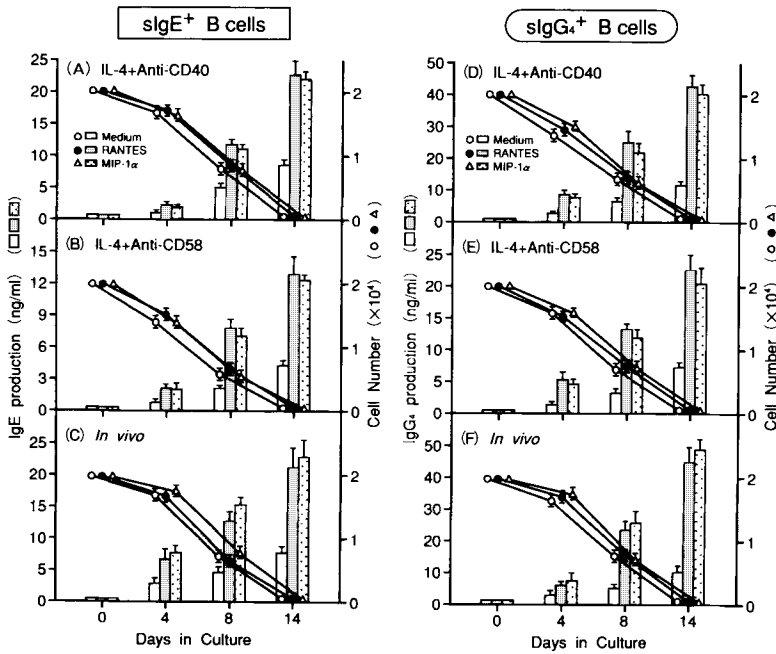 sIgE+ B cells
sIgG4+ B cells
(A) IL-4+Anti-CD40
Medium
RANTES
MIP-1α
25
20
15
10
5
0
2
1
0
(B) IL-4+Anti-CD58
15
12
9
6
3
0
2
1
0
(C) In vivo
25
20
15
10
5
0
2
1
0
0 4 8 14
Days in Culture
IgE production (ng/ml)
Cell Number (×10⁴)
(D) IL-4+Anti-CD40
Medium
RANTES
MIP-1α
50
40
30
20
10
0
2
1
0
(E) IL-4+Anti-CD58
25
20
15
10
5
0
2
1
0
(F) In vivo
50
40
30
20
10
0
2
1
0
0 4 8 14
Days in Culture
IgG4 production (ng/ml)
Cell Number (×10⁴)